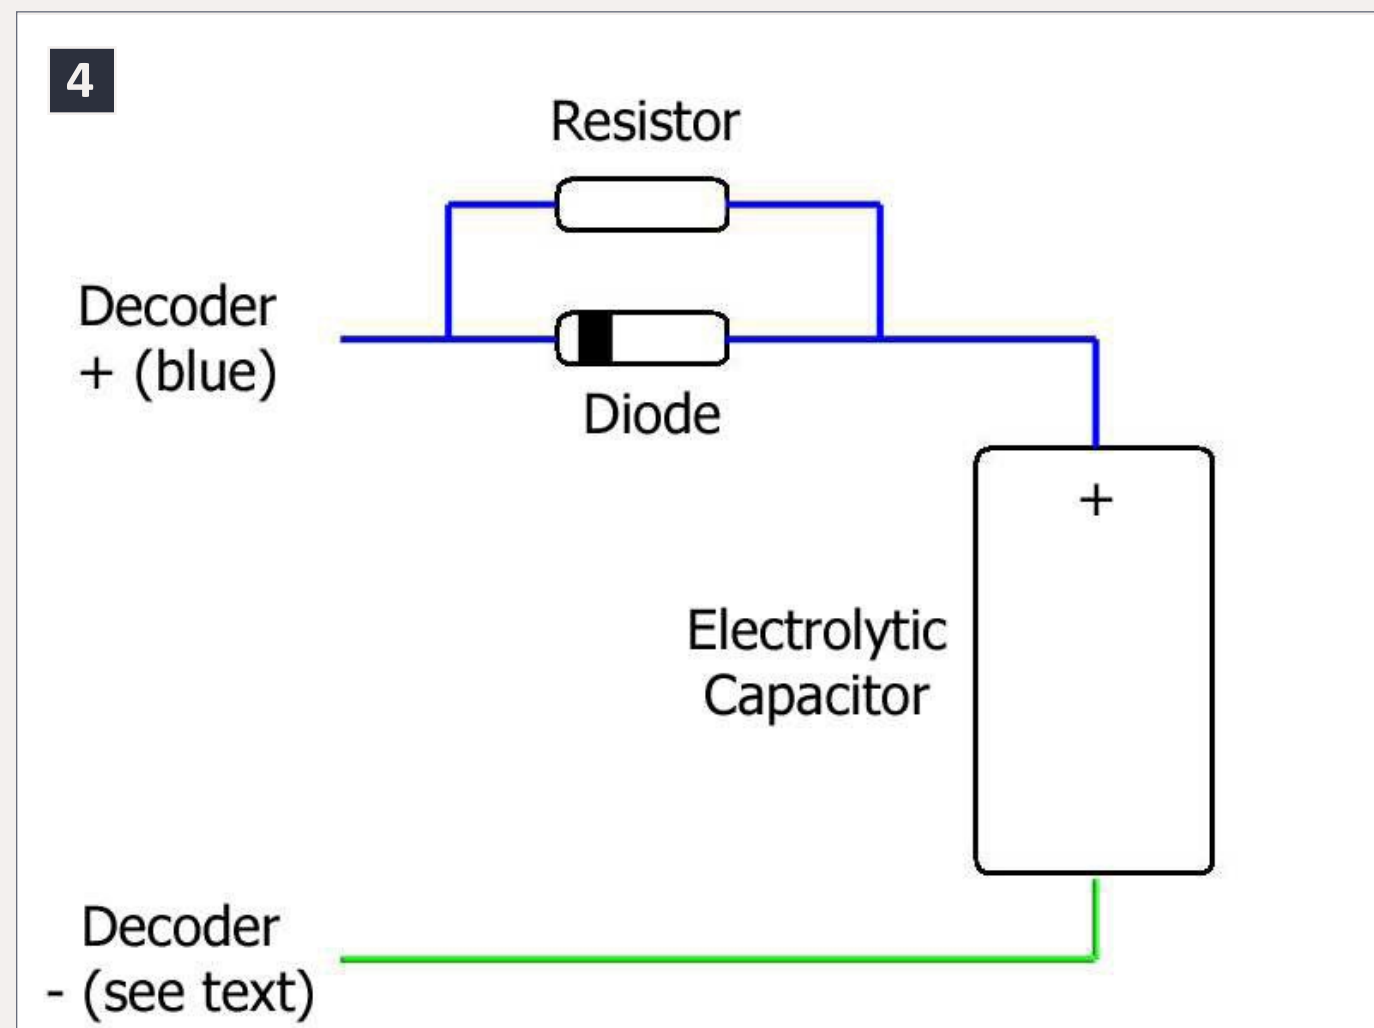 4
Resistor
Decoder
+ (blue)
Diode
+
Electrolytic
Capacitor
Decoder
- (see text)